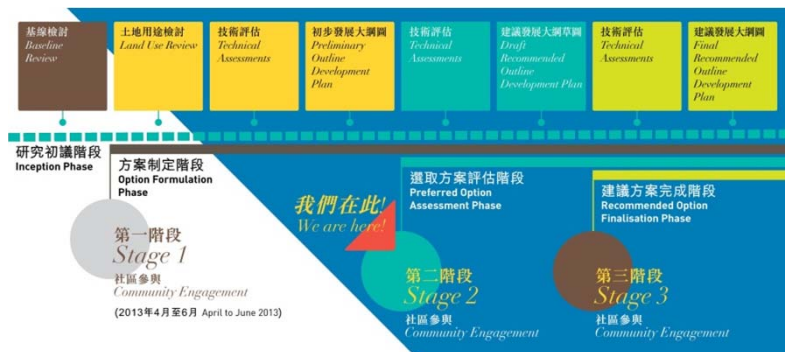 基線檢討
Baseline
Review
土地用途檢討
Land Use Review
技術評估
Technical
Assessments
初步發展大綱圖
Preliminary
Outline
Development
Plan
技術評估
Technical
Assessments
建議發展大綱草圖
Draft
Recommended
Outline
Development Plan
技術評估
Technical
Assessments
建議發展大綱圖
Final
Recommended
Outline
Development
Plan
研究初議階段
Inception Phase
方案制定階段
Option Formulation
Phase
選取方案評估階段
Preferred Option
Assessment Phase
建議方案完成階段
Recommended Option
Finalisation Phase
我們在此!
We are here!
第一階段
Stage 1
社區參與
Community Engagement
(2013年4月至6月 April to June 2013)
第二階段
Stage 2
社區參與
Community Engagement
第三階段
Stage 3
社區參與
Community Engagement